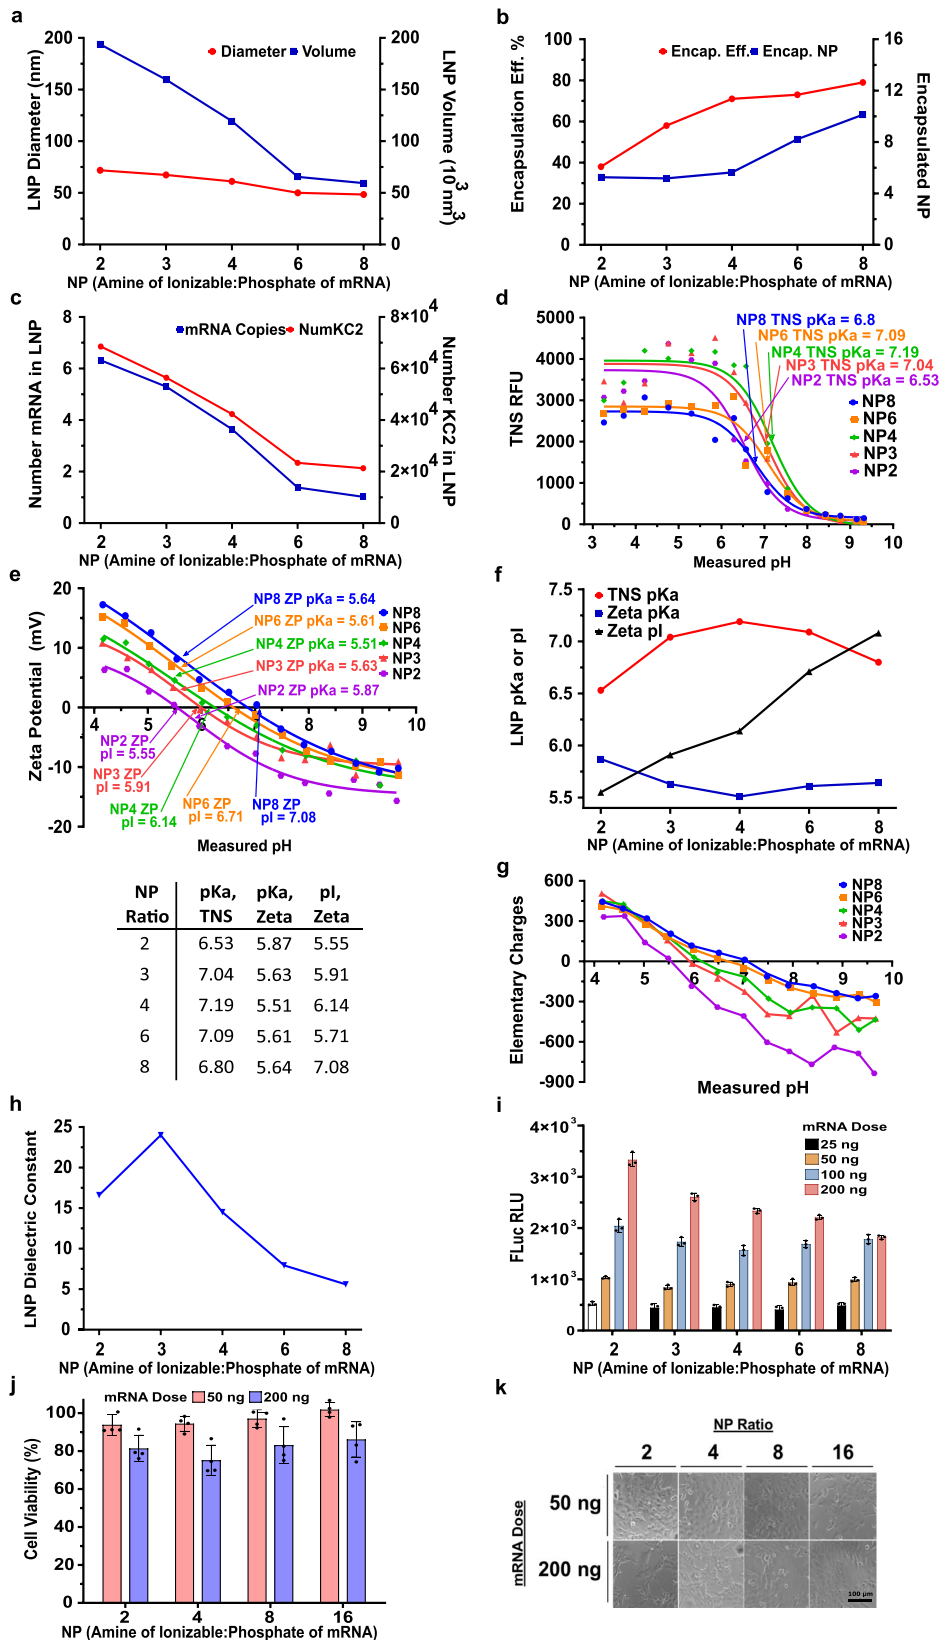 a
LNP Diameter (nm)
200
150
100
50
0
Diameter
Volume
200
150
100
50
0
LNP Volume (10³nm³)
2 3 4 6 8
NP (Amine of Ionizable:Phosphate of mRNA)
b
Encapsulation Eff. %
100
80
60
40
20
0
Encap. Eff.
Encap. NP
16
12
8
4
0
Encapsulated NP
2 3 4 6 8
NP (Amine of Ionizable:Phosphate of mRNA)
c
Number mRNA in LNP
8
6
4
2
0
mRNA Copies
NumKC2
8×10⁴
6×10⁴
4×10⁴
2×10⁴
0
Number KC2 in LNP
2 3 4 6 8
NP (Amine of Ionizable:Phosphate of mRNA)
d
TNS RFU
5000
4000
3000
2000
1000
0
NP8 TNS pKa = 6.8
NP6 TNS pKa = 7.09
NP4 TNS pKa = 7.19
NP3 TNS pKa = 7.04
NP2 TNS pKa = 6.53
NP8
NP6
NP4
NP3
NP2
3 4 5 6 7 8 9 10
Measured pH
e
Zeta Potential (mV)
20
10
0
-10
-20
NP8 ZP pKa = 5.64
NP6 ZP pKa = 5.61
NP4 ZP pKa = 5.51
NP3 ZP pKa = 5.63
NP2 ZP pKa = 5.87
NP8
NP6
NP4
NP3
NP2
4 5 6 7 8 9 10
NP2 ZP
pI = 5.55
NP3 ZP
pI = 5.91
NP4 ZP
pI = 6.14
NP6 ZP
pI = 6.71
NP8 ZP
pI = 7.08
Measured pH
f
LNP pKa or pI
7.5
7.0
6.5
6.0
5.5
TNS pKa
Zeta pKa
Zeta pI
2 3 4 6 8
NP (Amine of Ionizable:Phosphate of mRNA)
NP pKa, pKa, pI,
Ratio TNS Zeta Zeta
2 6.53 5.87 5.55
3 7.04 5.63 5.91
4 7.19 5.51 6.14
6 7.09 5.61 5.71
8 6.80 5.64 7.08
g
Elementary Charges
600
300
0
-300
-600
-900
NP8
NP6
NP4
NP3
NP2
4 5 6 7 8 9 10
Measured pH
h
LNP Dielectric Constant
25
20
15
10
5
0
2 3 4 6 8
NP (Amine of Ionizable:Phosphate of mRNA)
i
FLuc RLU
4×10³
3×10³
2×10³
1×10³
0
mRNA Dose
25 ng
50 ng
100 ng
200 ng
2 3 4 6 8
NP (Amine of Ionizable:Phosphate of mRNA)
j
Cell Viability (%)
100
80
60
40
20
0
mRNA Dose 50 ng 200 ng
2 4 8 16
NP (Amine of Ionizable:Phosphate of mRNA)
k
NP Ratio
2 4 8 16
mRNA Dose
50 ng
200 ng
100 µm